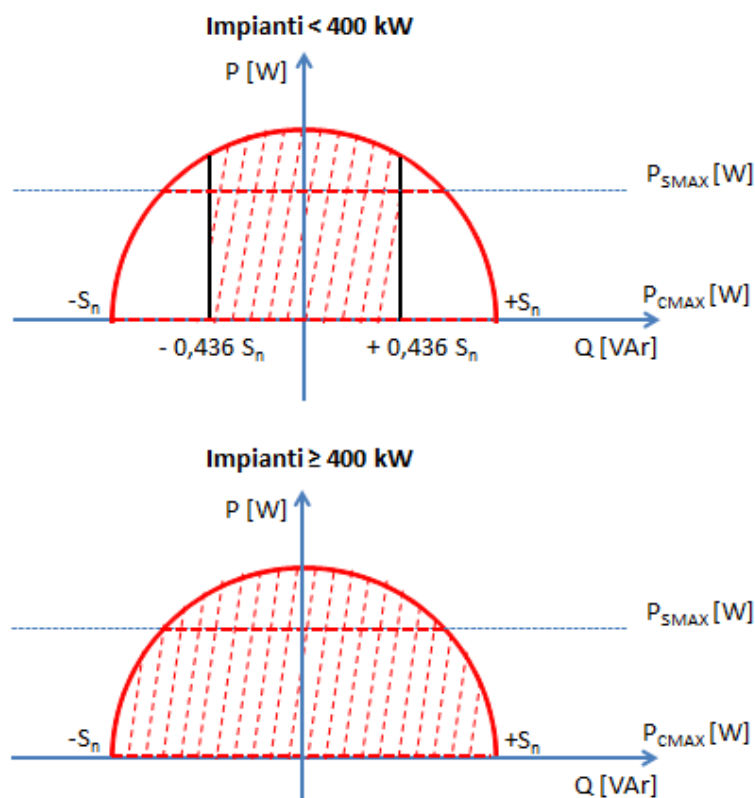 Impianti < 400 kW
P [W]
P_SMAX [W]
-S_n
+S_n
P_CMAX [W]
- 0,436 S_n
+ 0,436 S_n
Q [VAr]
Impianti ≥ 400 kW
P [W]
P_SMAX [W]
-S_n
+S_n
P_CMAX [W]
Q [VAr]